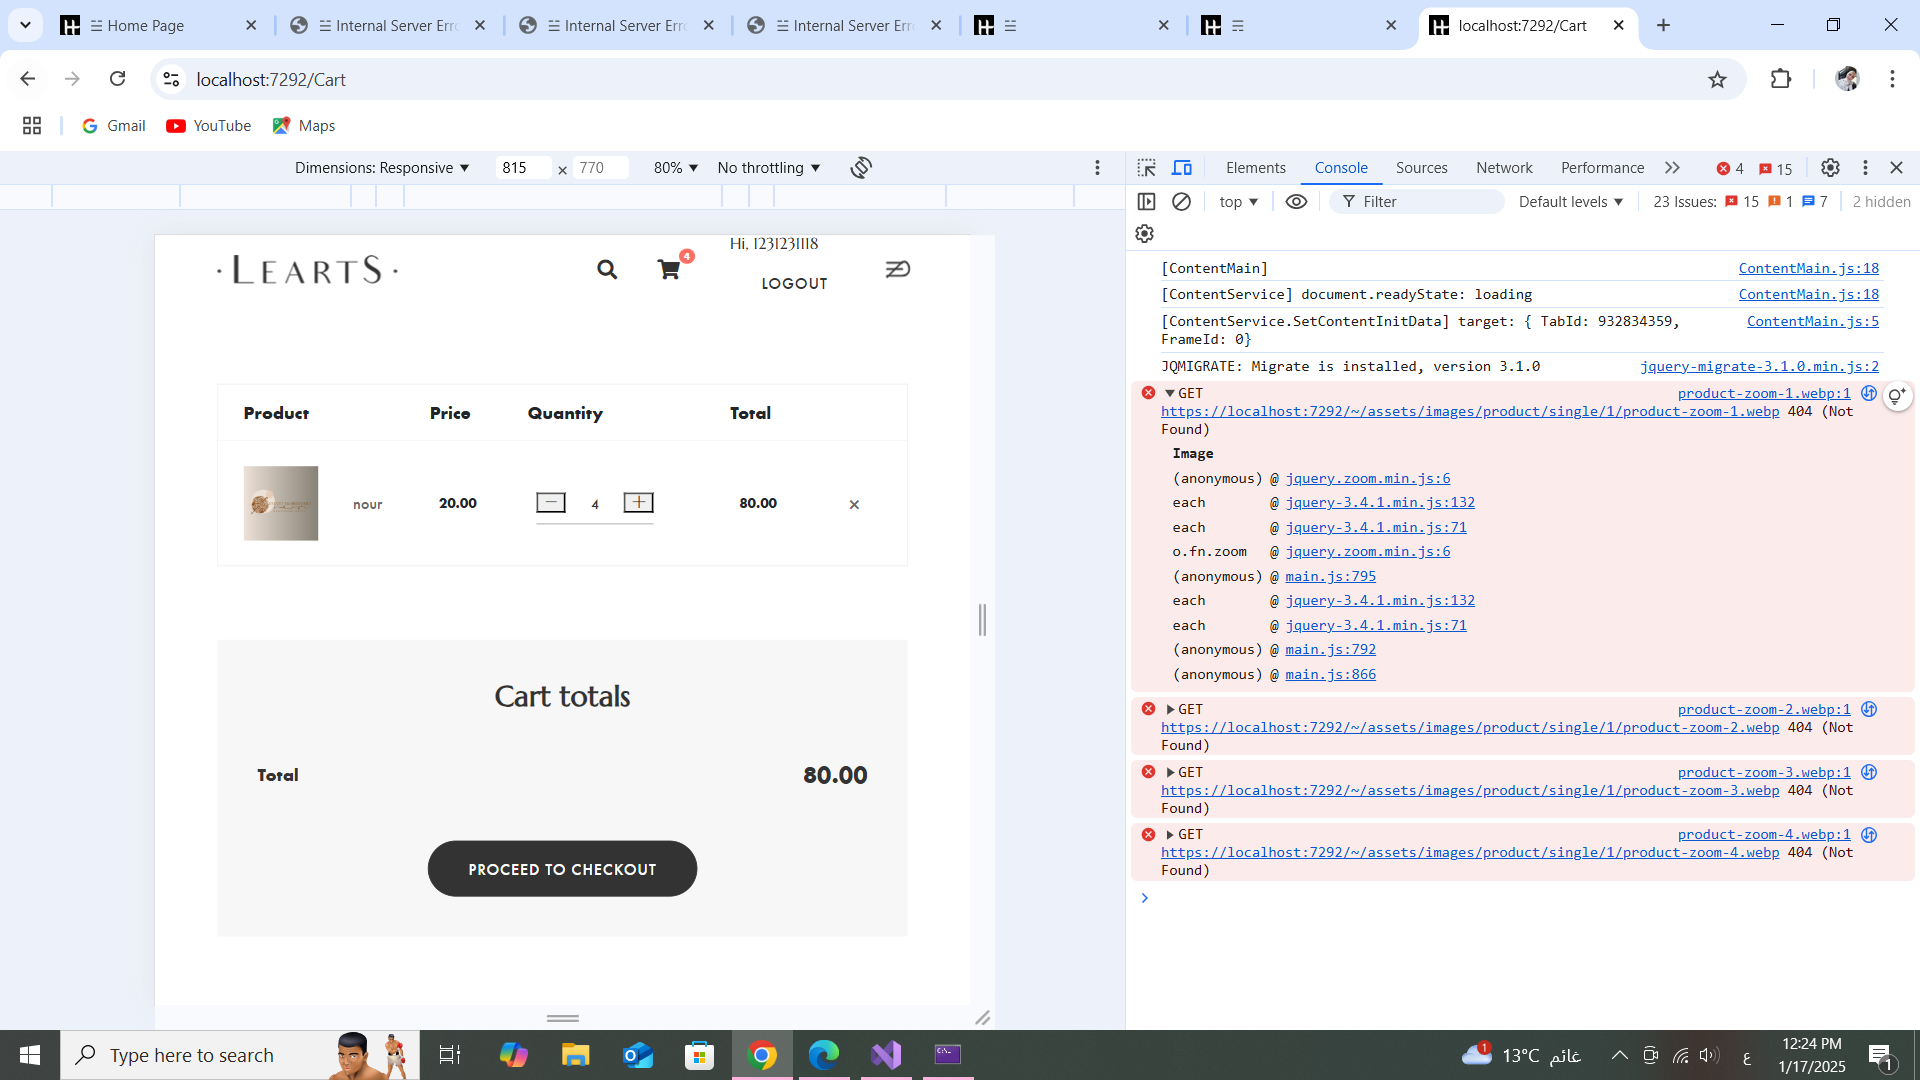 ☵ Home Page
☵ Internal Server Err
☵ Internal Server Err
☵ Internal Server Err
☵
☴
localhost:7292/Cart
localhost:7292/Cart
Gmail
YouTube
Maps
Dimensions: Responsive ▼
815 × 770
80% ▼
No throttling ▼
Elements
Console
Sources
Network
Performance
4
15
top ▼
Filter
Default levels ▼
23 Issues: 15 1 7
2 hidden
Hi, 1231231118
· LEARTS ·
4
LOGOUT
Product Price Quantity Total
nour 20.00 − 4 + 80.00 ×
Cart totals
Total 80.00
PROCEED TO CHECKOUT
[ContentMain] ContentMain.js:18
[ContentService] document.readyState: loading ContentMain.js:18
[ContentService.SetContentInitData] target: { TabId: 932834359, ContentMain.js:5
FrameId: 0}
JQMIGRATE: Migrate is installed, version 3.1.0 jquery-migrate-3.1.0.min.js:2
▼GET product-zoom-1.webp:1
https://localhost:7292/~/assets/images/product/single/1/product-zoom-1.webp 404 (Not
Found)
Image
(anonymous) @ jquery.zoom.min.js:6
each @ jquery-3.4.1.min.js:132
each @ jquery-3.4.1.min.js:71
o.fn.zoom @ jquery.zoom.min.js:6
(anonymous) @ main.js:795
each @ jquery-3.4.1.min.js:132
each @ jquery-3.4.1.min.js:71
(anonymous) @ main.js:792
(anonymous) @ main.js:866
▶GET product-zoom-2.webp:1
https://localhost:7292/~/assets/images/product/single/1/product-zoom-2.webp 404 (Not
Found)
▶GET product-zoom-3.webp:1
https://localhost:7292/~/assets/images/product/single/1/product-zoom-3.webp 404 (Not
Found)
▶GET product-zoom-4.webp:1
https://localhost:7292/~/assets/images/product/single/1/product-zoom-4.webp 404 (Not
Found)
Type here to search
1
13°C غائم
ع
12:24 PM
1/17/2025
1